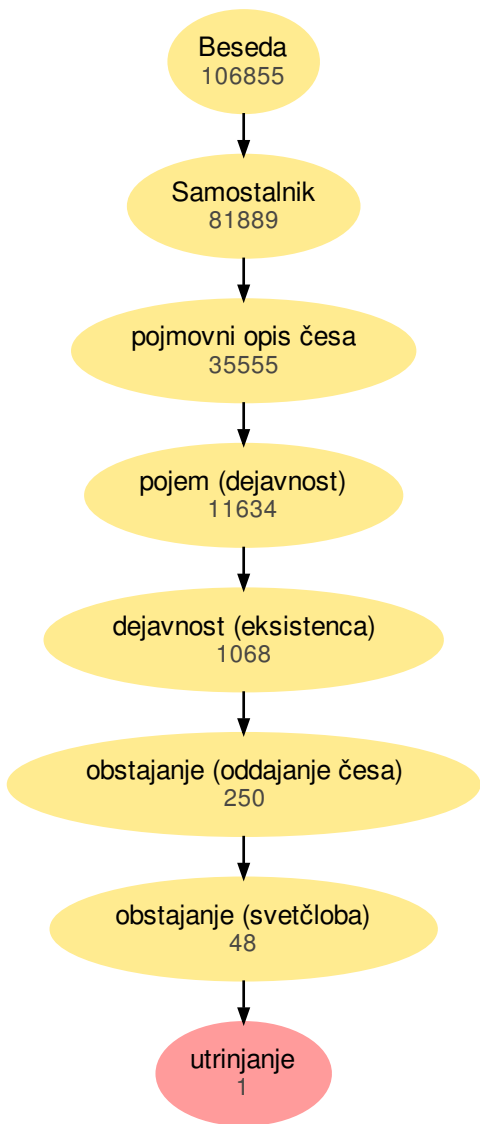 Beseda
106855
Samostalnik
81889
pojmovni opis česa
35555
pojem (dejavnost)
11634
dejavnost (eksistenca)
1068
obstajanje (oddajanje česa)
250
obstajanje (svetčloba)
48
utrinjanje
1